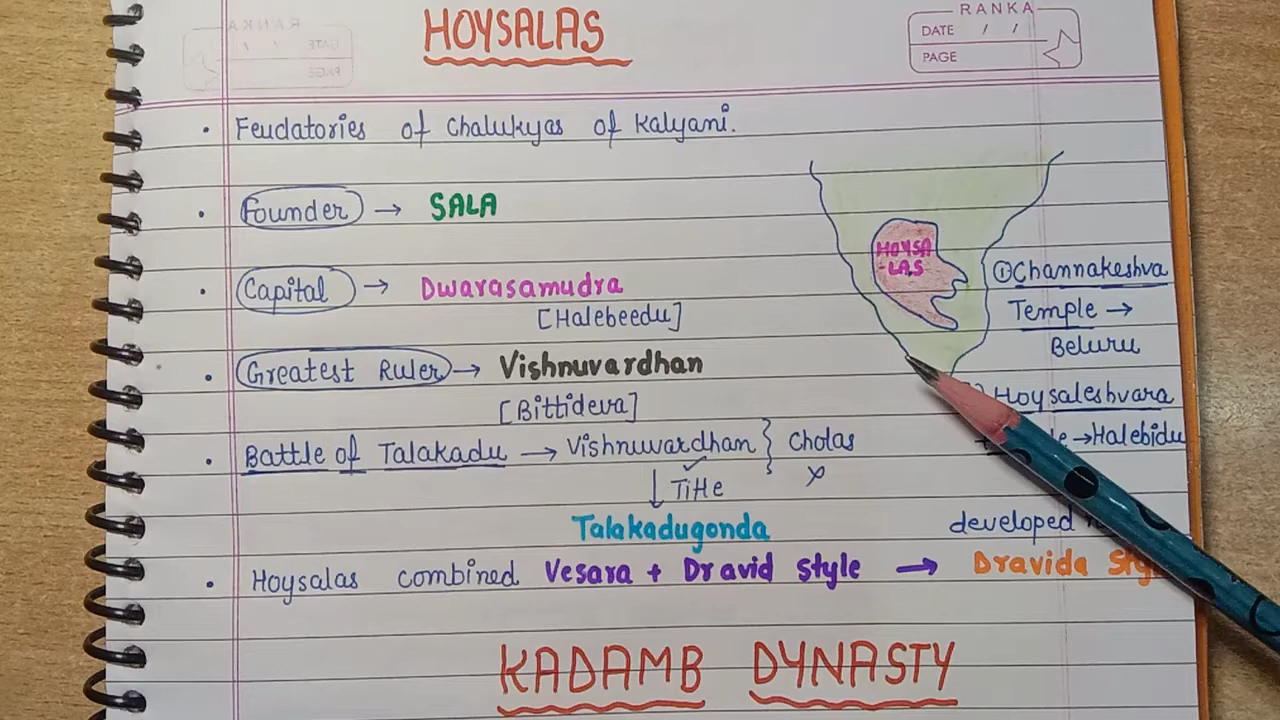 HOYSALAS
RANKA
DATE / /
PAGE
• Feudatories of Chalukyas of Kalyani.
• Founder → SALA
• Capital → Dwarasamudra
[Halebeedu]
• Greatest Ruler → Vishnuvardhan
[Bittideva]
• Battle of Talakadu → Vishnuvardhan } Cholas
↓ Title
Talakadugonda
• Hoysalas combined Vesara + Dravid style → developed
Dravida
HOYSA
-LAS
① Channakeshva
Temple →
Beluru
Hoysaleshvara
→ Halebidu
KADAMB DYNASTY